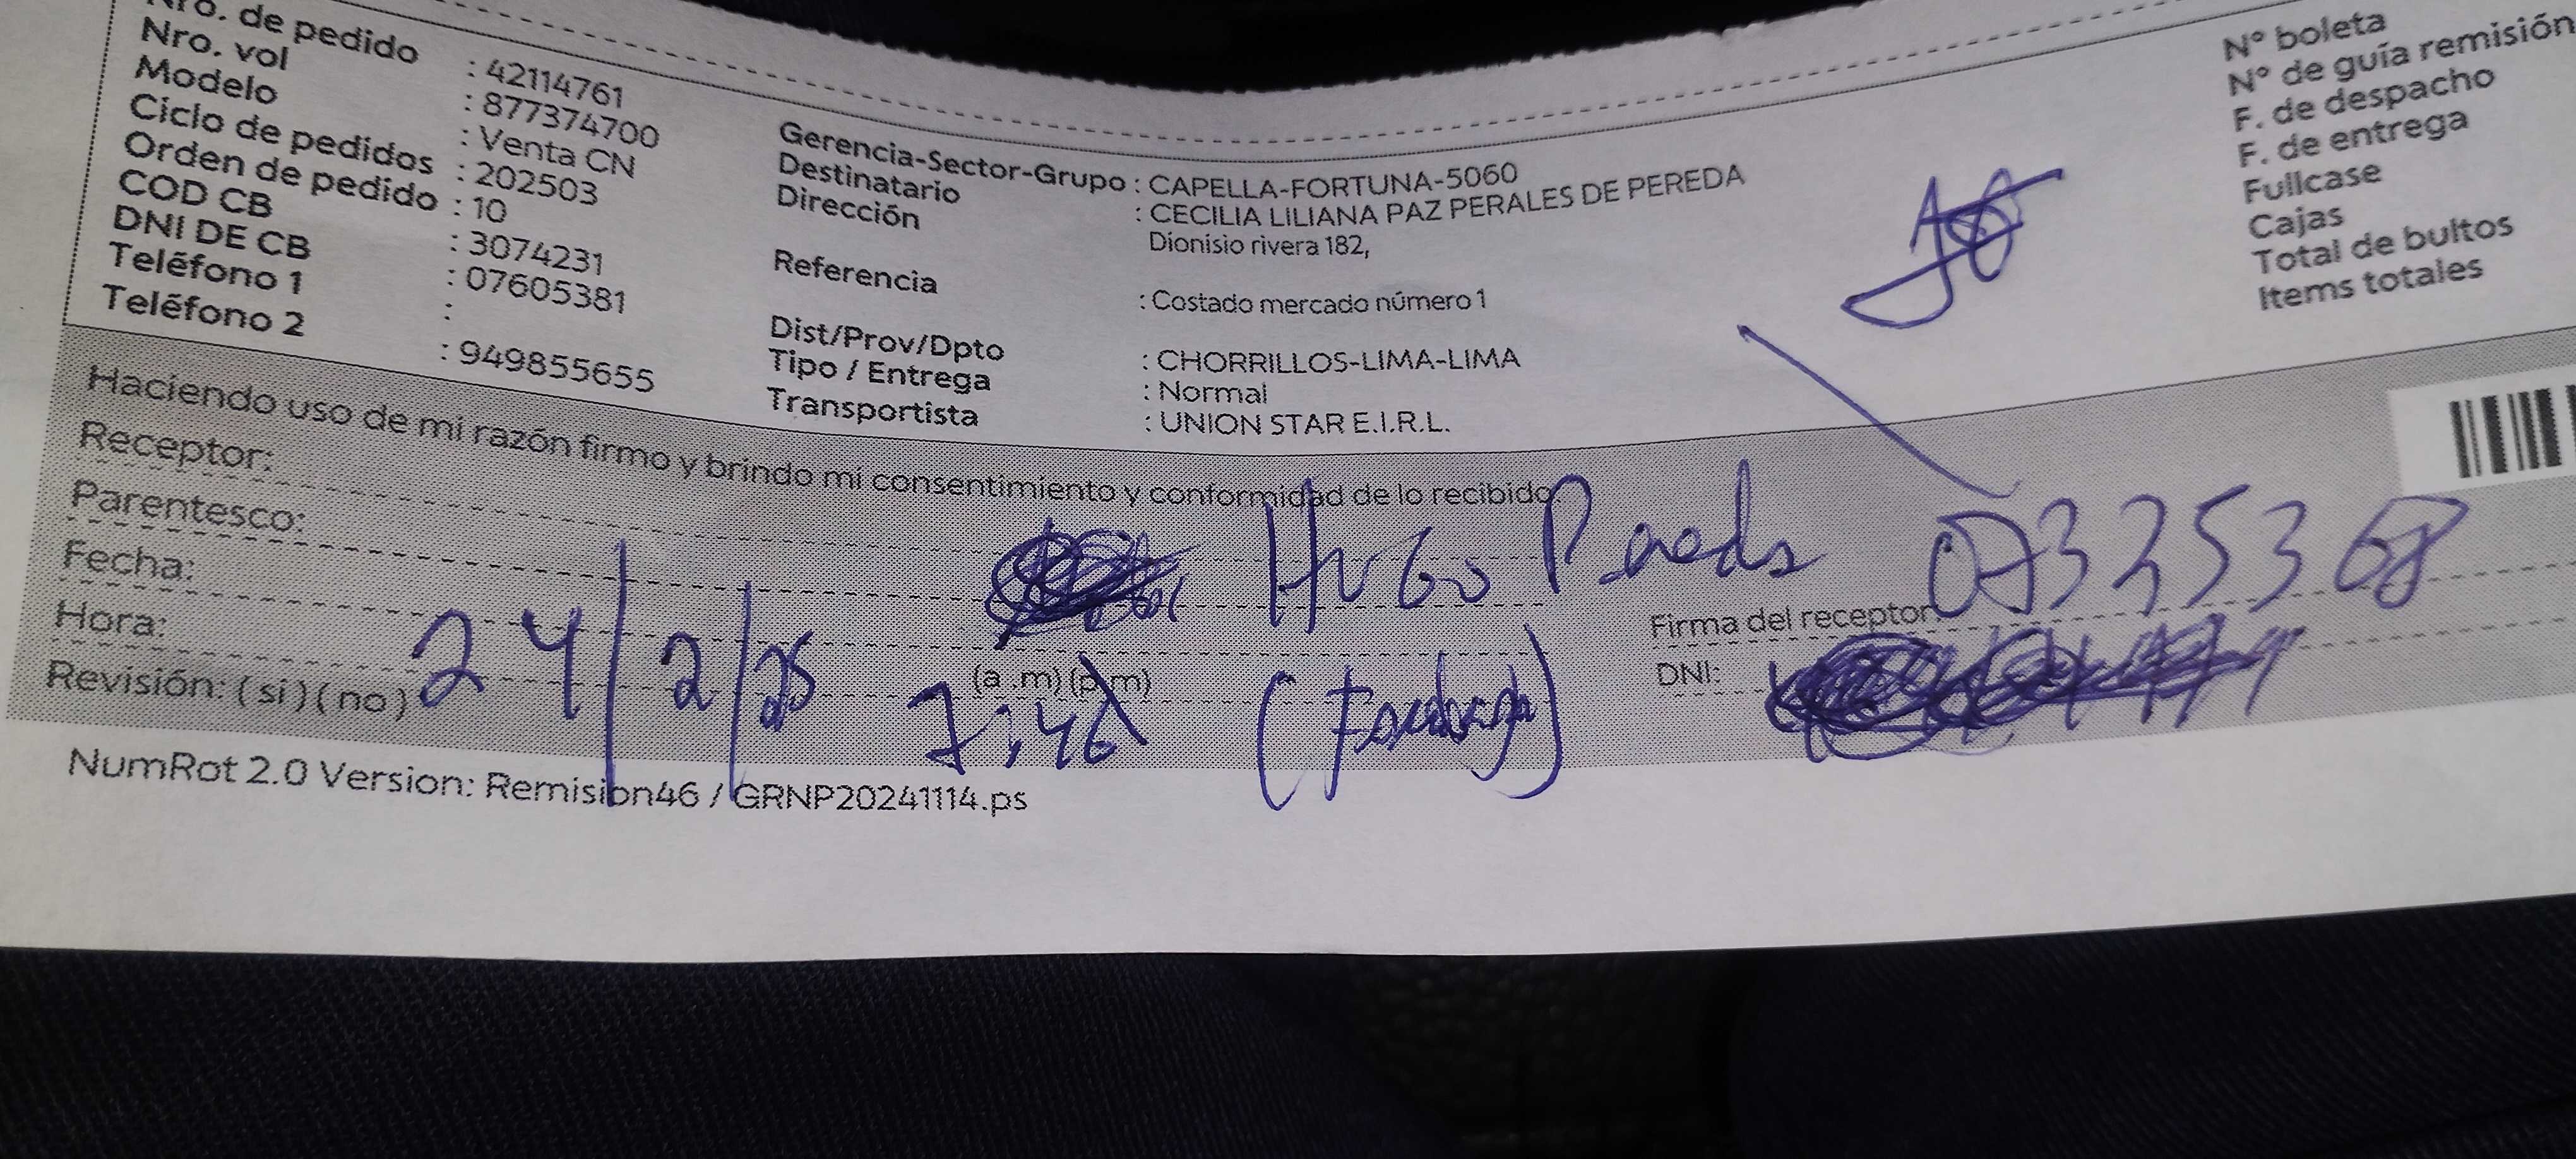 Nro. de pedido : 42114761
Nro. vol : 877374700
Modelo : Venta CN
Ciclo de pedidos : 202503
Orden de pedido : 10
COD CB : 3074231
DNI DE CB : 07605381
Teléfono 1 :
Teléfono 2 : 949855655
Gerencia-Sector-Grupo : CAPELLA-FORTUNA-5060
Destinatario : CECILIA LILIANA PAZ PERALES DE PEREDA
Dirección Dionisio rivera 182,
Referencia : Costado mercado número 1
Dist/Prov/Dpto : CHORRILLOS-LIMA-LIMA
Tipo / Entrega : Normal
Transportista : UNION STAR E.I.R.L.
N° boleta
N° de guía remisión
F. de despacho
F. de entrega
Fullcase
Cajas
Total de bultos
Items totales
Haciendo uso de mi razón firmo y brindo mi consentimiento y conformidad de lo recibido.
Receptor:
Parentesco: Hugo 07325368
Fecha:
Hora: Firma del receptor:
Revisión: (si) (no) 24/2/25 (a.m) (p.m) 7:46 DNI:
NumRot 2.0 Version: Remision46 / GRNP20241114.ps